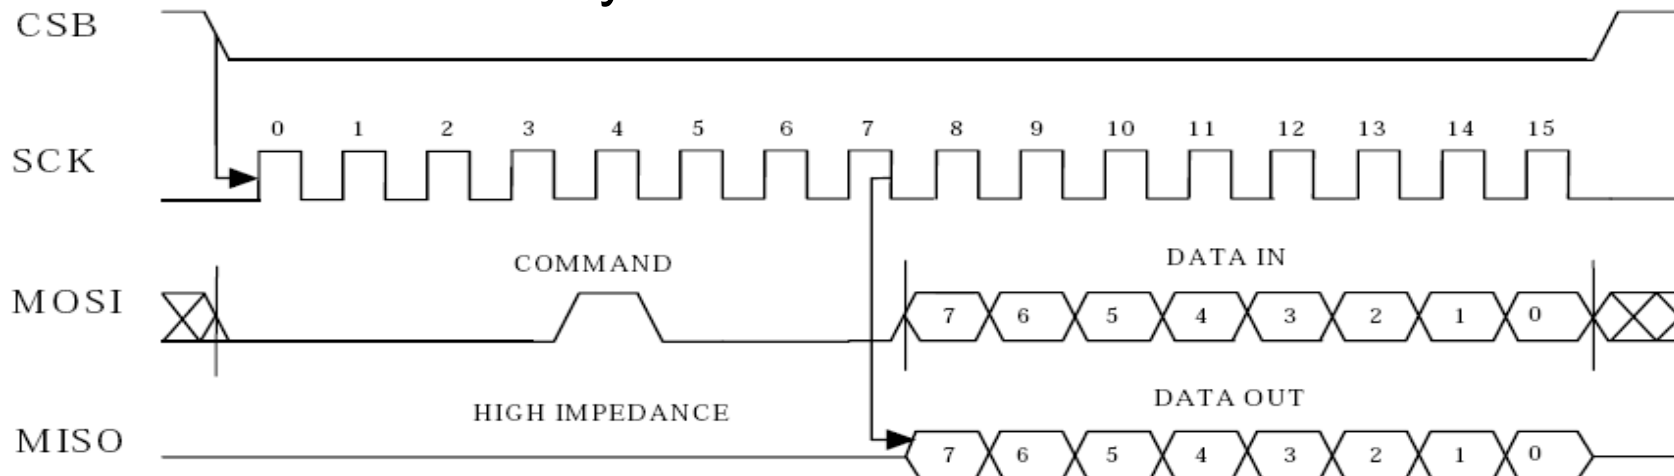 CSB
0 1 2 3 4 5 6 7 8 9 10 11 12 13 14 15
SCK
COMMAND DATA IN
MOSI
7 6 5 4 3 2 1 0
HIGH IMPEDANCE DATA OUT
MISO
7 6 5 4 3 2 1 0